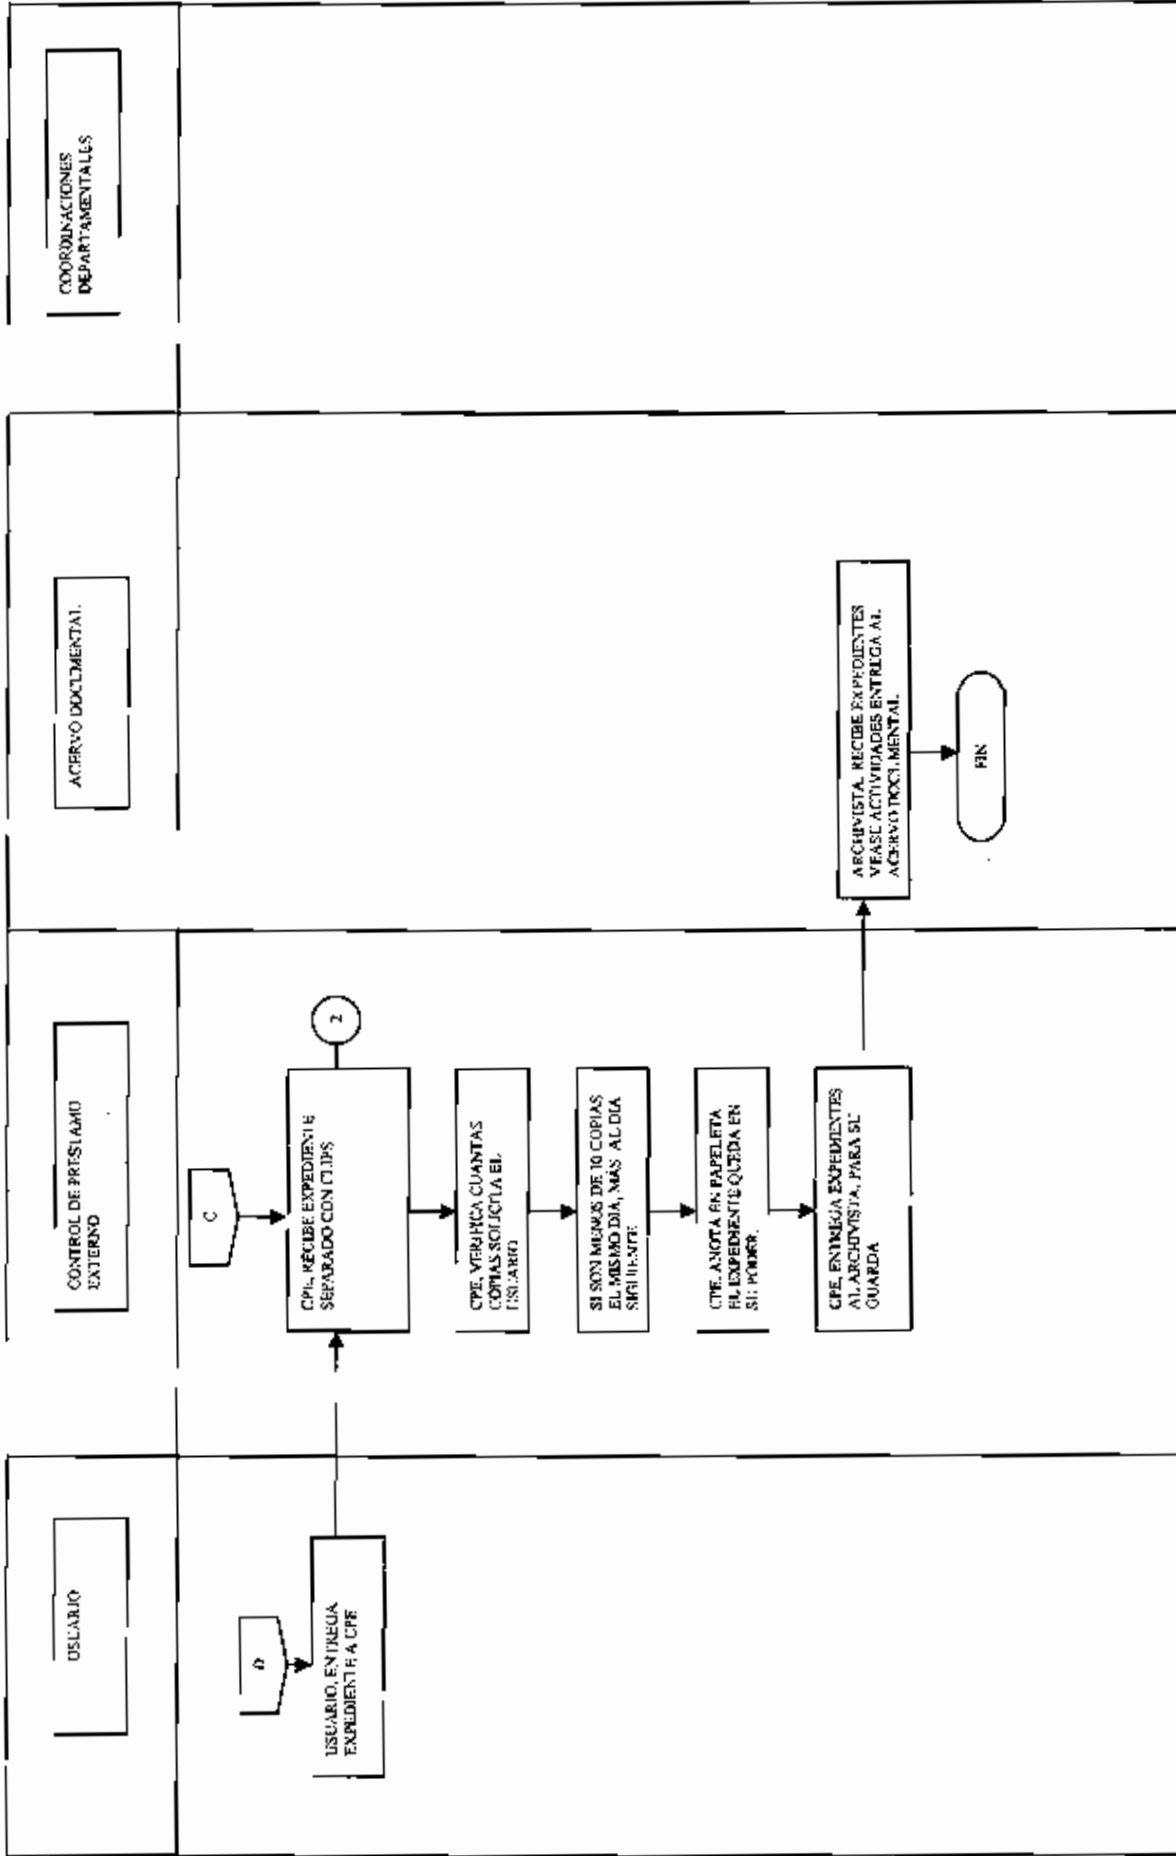 USUARIO
CONTROL DE PRESTAMO
EXTERNO
ACERVO DOCUMENTAL
COORDINACIONES
DEPARTAMENTALES
D
USUARIO, ENTREGA
EXPEDIENTE A CPE
C
CPE, RECIBE EXPEDIENTE
SEPARADO CON CLIPS
2
CPE, VERIFICA CUANTAS
COPIAS SOLICITA EL
USUARIO
SI SON MENOS DE 10 COPIAS
EL MISMO DIA, MÁS AL DIA
SIGUIENTE
CPE, ANOTA EN PAPELETA
EL EXPEDIENTE QUEDA EN
SU PODER.
CPE, ENTREGA EXPEDIENTES
AL ARCHIVISTA, PARA SU
GUARDA
ARCHIVISTA, RECIBE EXPEDIENTES
VEASE ACTIVIDADES ENTREGA AL
ACERVO DOCUMENTAL
FIN